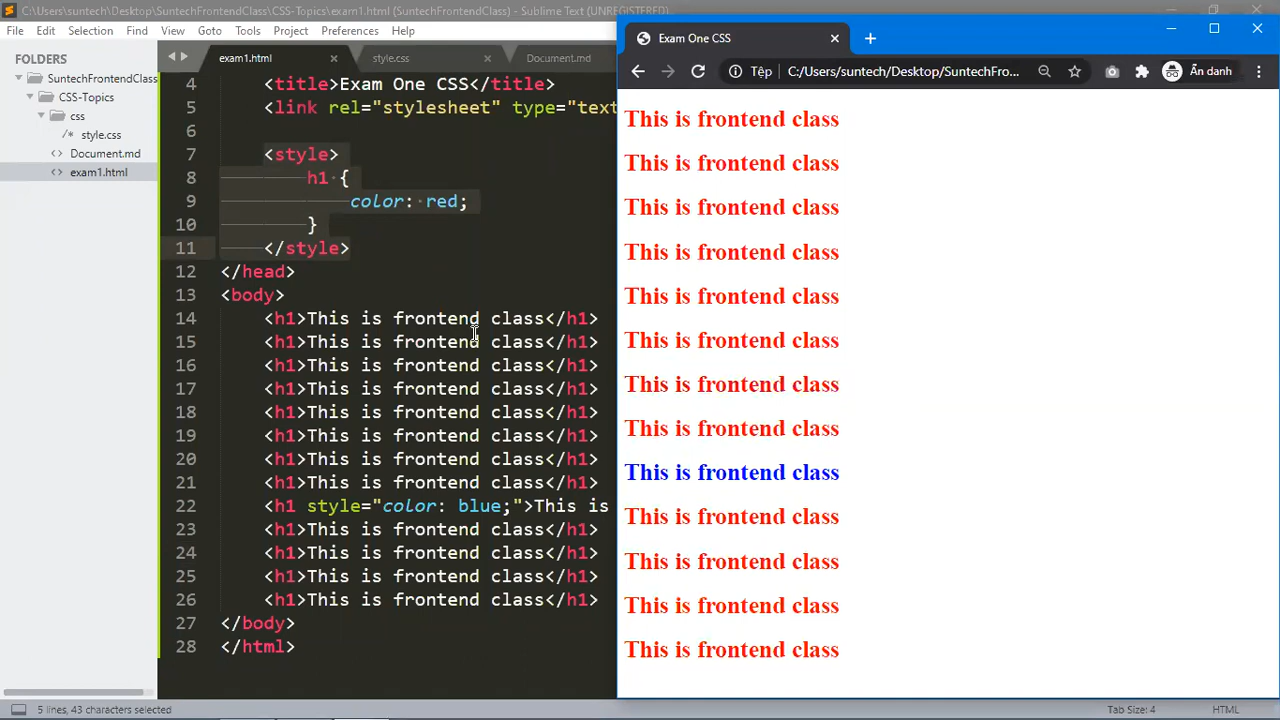 C:\Users\suntech\Desktop\SuntechFrontendClass\CSS-Topics\exam1.html (SuntechFrontendClass) - Sublime Text (UNREGISTERED)
File Edit Selection Find View Goto Tools Project Preferences Help
FOLDERS
SuntechFrontendClass
CSS-Topics
css
style.css
Document.md
exam1.html
exam1.html × style.css × Document.md
4 <title>Exam One CSS</title>
5 <link rel="stylesheet" type="text
6
7 <style>
8 h1 {
9 color: red;
10 }
11 </style>
12 </head>
13 <body>
14 <h1>This is frontend class</h1>
15 <h1>This is frontend class</h1>
16 <h1>This is frontend class</h1>
17 <h1>This is frontend class</h1>
18 <h1>This is frontend class</h1>
19 <h1>This is frontend class</h1>
20 <h1>This is frontend class</h1>
21 <h1>This is frontend class</h1>
22 <h1 style="color: blue;">This is
23 <h1>This is frontend class</h1>
24 <h1>This is frontend class</h1>
25 <h1>This is frontend class</h1>
26 <h1>This is frontend class</h1>
27 </body>
28 </html>
5 lines, 43 characters selected
Tab Size: 4 HTML
Exam One CSS
Tệp C:/Users/suntech/Desktop/SuntechFro... Ẩn danh
This is frontend class
This is frontend class
This is frontend class
This is frontend class
This is frontend class
This is frontend class
This is frontend class
This is frontend class
This is frontend class
This is frontend class
This is frontend class
This is frontend class
This is frontend class